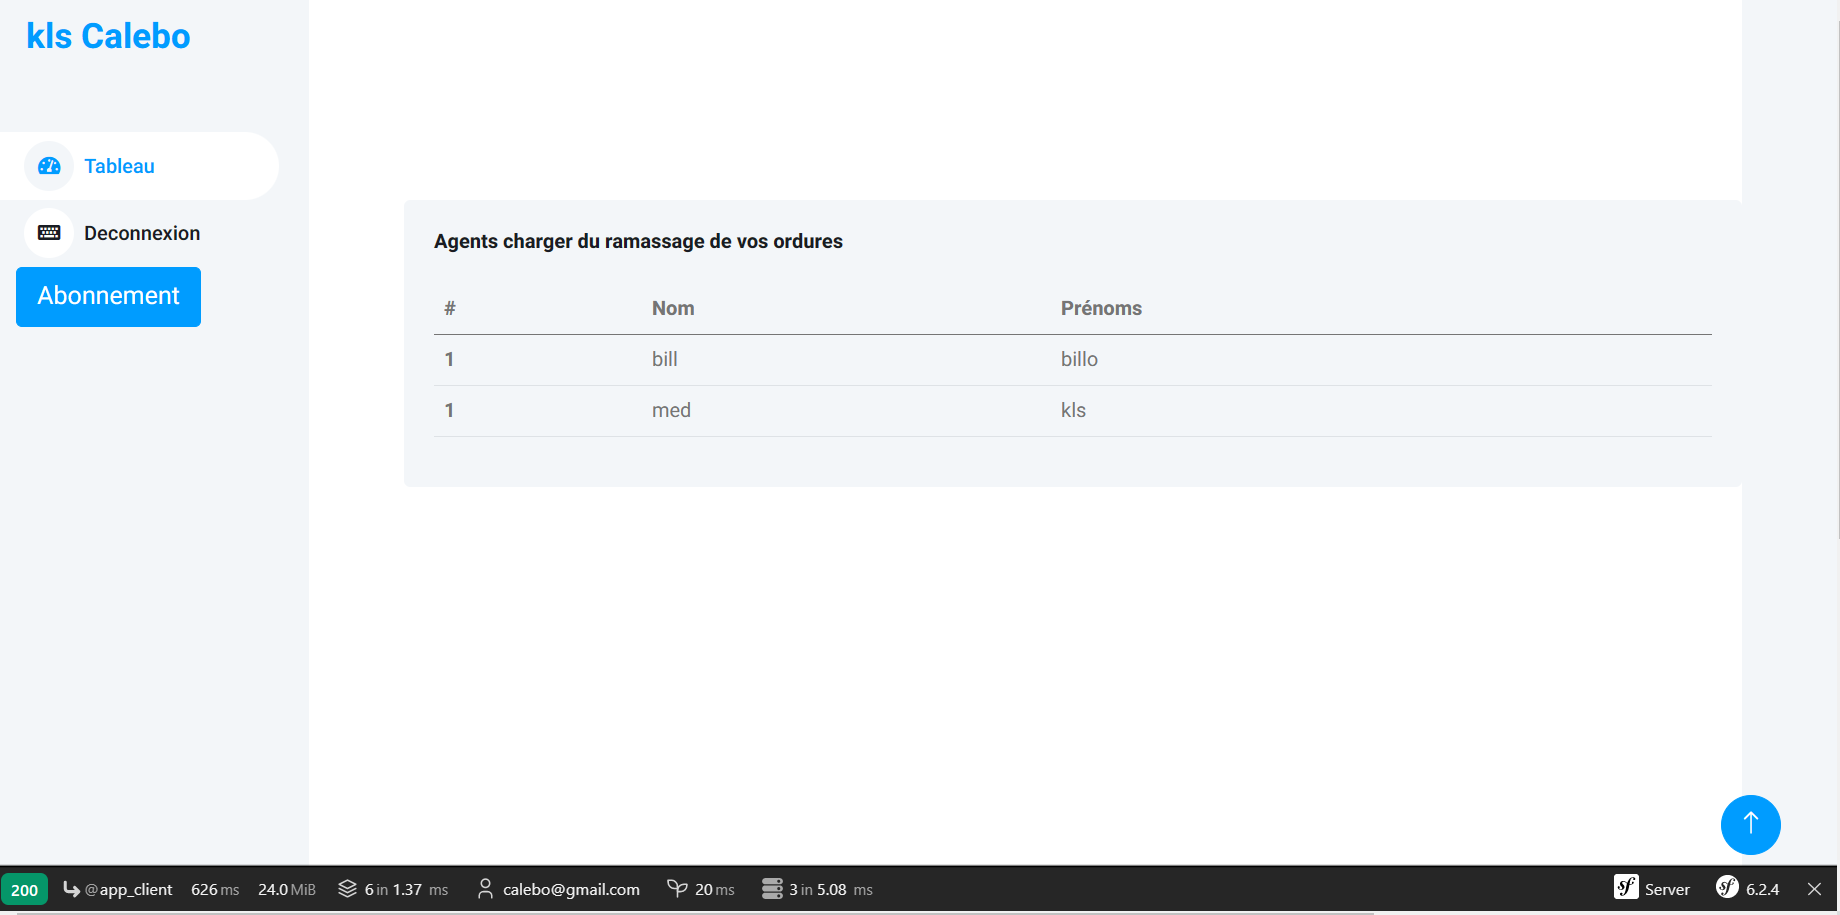 kls Calebo
Tableau
Deconnexion
Abonnement
Agents charger du ramassage de vos ordures
# Nom Prénoms
1 bill billo
1 med kls
200 @app_client 626 ms 24.0 MiB 6 in 1.37 ms calebo@gmail.com 20 ms 3 in 5.08 ms sf Server sf 6.2.4